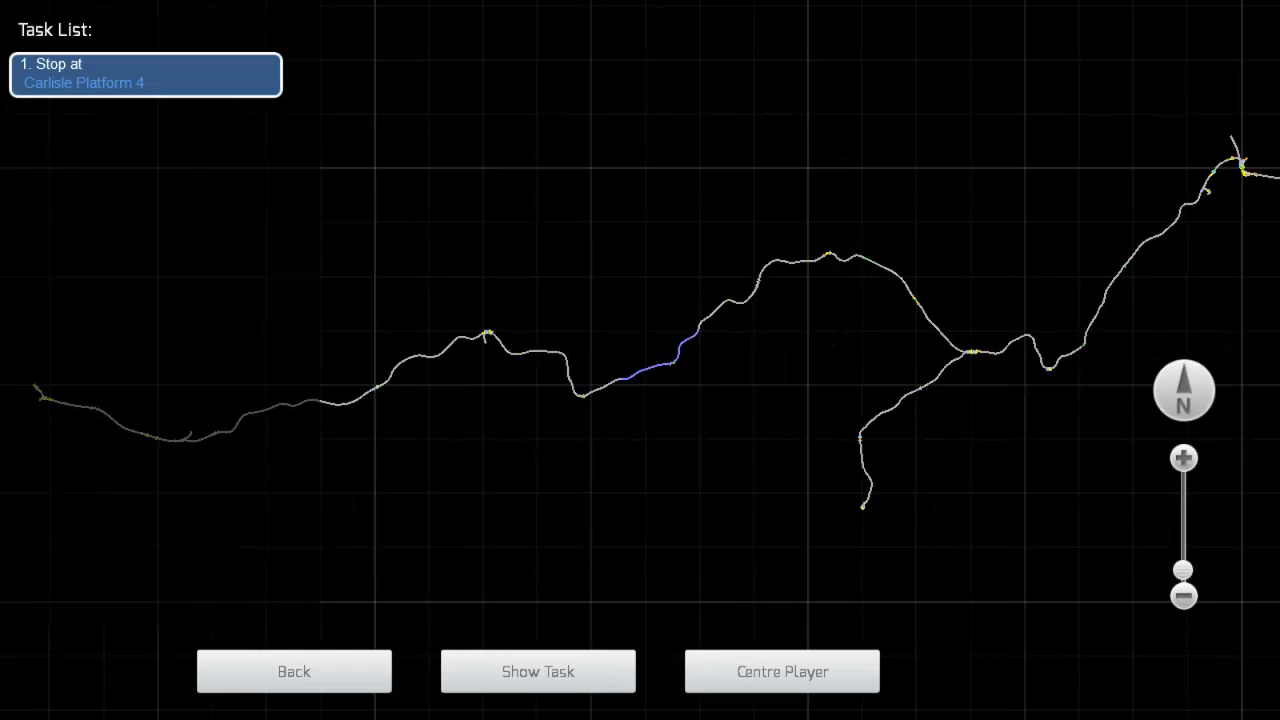 Task List:
1. Stop at
Carlisle Platform 4
N
Back
Show Task
Centre Player